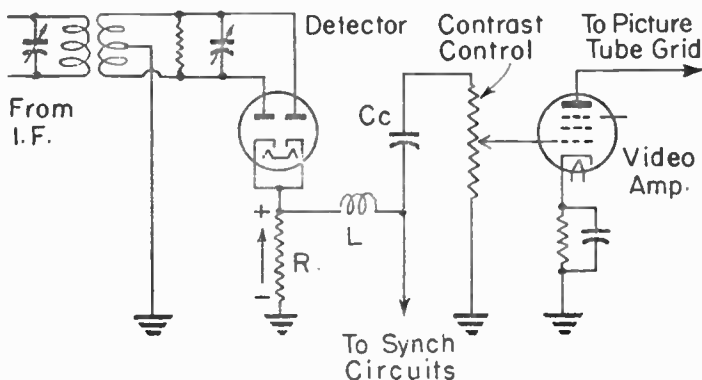 Detector
Contrast
Control
To Picture
Tube Grid
From
I.F.
Cc
Video
Amp.
+
L
R.
−
To Synch
Circuits